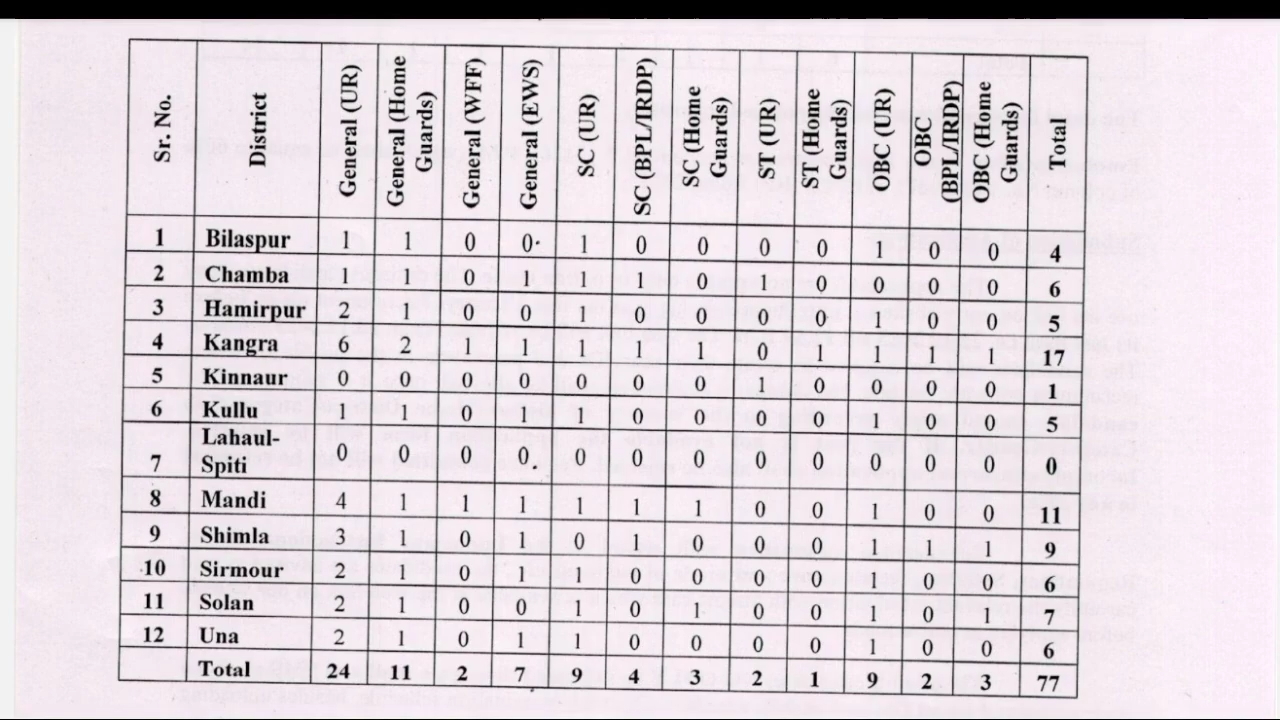 Sr. No. District General (UR) General (Home Guards) General (WFF) General (EWS) SC (UR) SC (BPL/IRDP) SC (Home Guards) ST (UR) ST (Home Guards) OBC (UR) OBC (BPL/IRDP) OBC (Home Guards) Total
1 Bilaspur 1 1 0 0 1 0 0 0 0 1 0 0 4
2 Chamba 1 1 0 1 1 1 0 1 0 0 0 0 6
3 Hamirpur 2 1 0 0 1 0 0 0 0 1 0 0 5
4 Kangra 6 2 1 1 1 1 1 0 1 1 1 1 17
5 Kinnaur 0 0 0 0 0 0 0 1 0 0 0 0 1
6 Kullu 1 1 0 1 1 0 0 0 0 1 0 0 5
7 Lahaul-Spiti 0 0 0 0 0 0 0 0 0 0 0 0 0
8 Mandi 4 1 1 1 1 1 1 0 0 1 0 0 11
9 Shimla 3 1 0 1 0 1 0 0 0 1 1 1 9
10 Sirmour 2 1 0 1 1 0 0 0 0 1 0 0 6
11 Solan 2 1 0 0 1 0 1 0 0 1 0 1 7
12 Una 2 1 0 1 1 0 0 0 0 1 0 0 6
Total 24 11 2 7 9 4 3 2 1 9 2 3 77